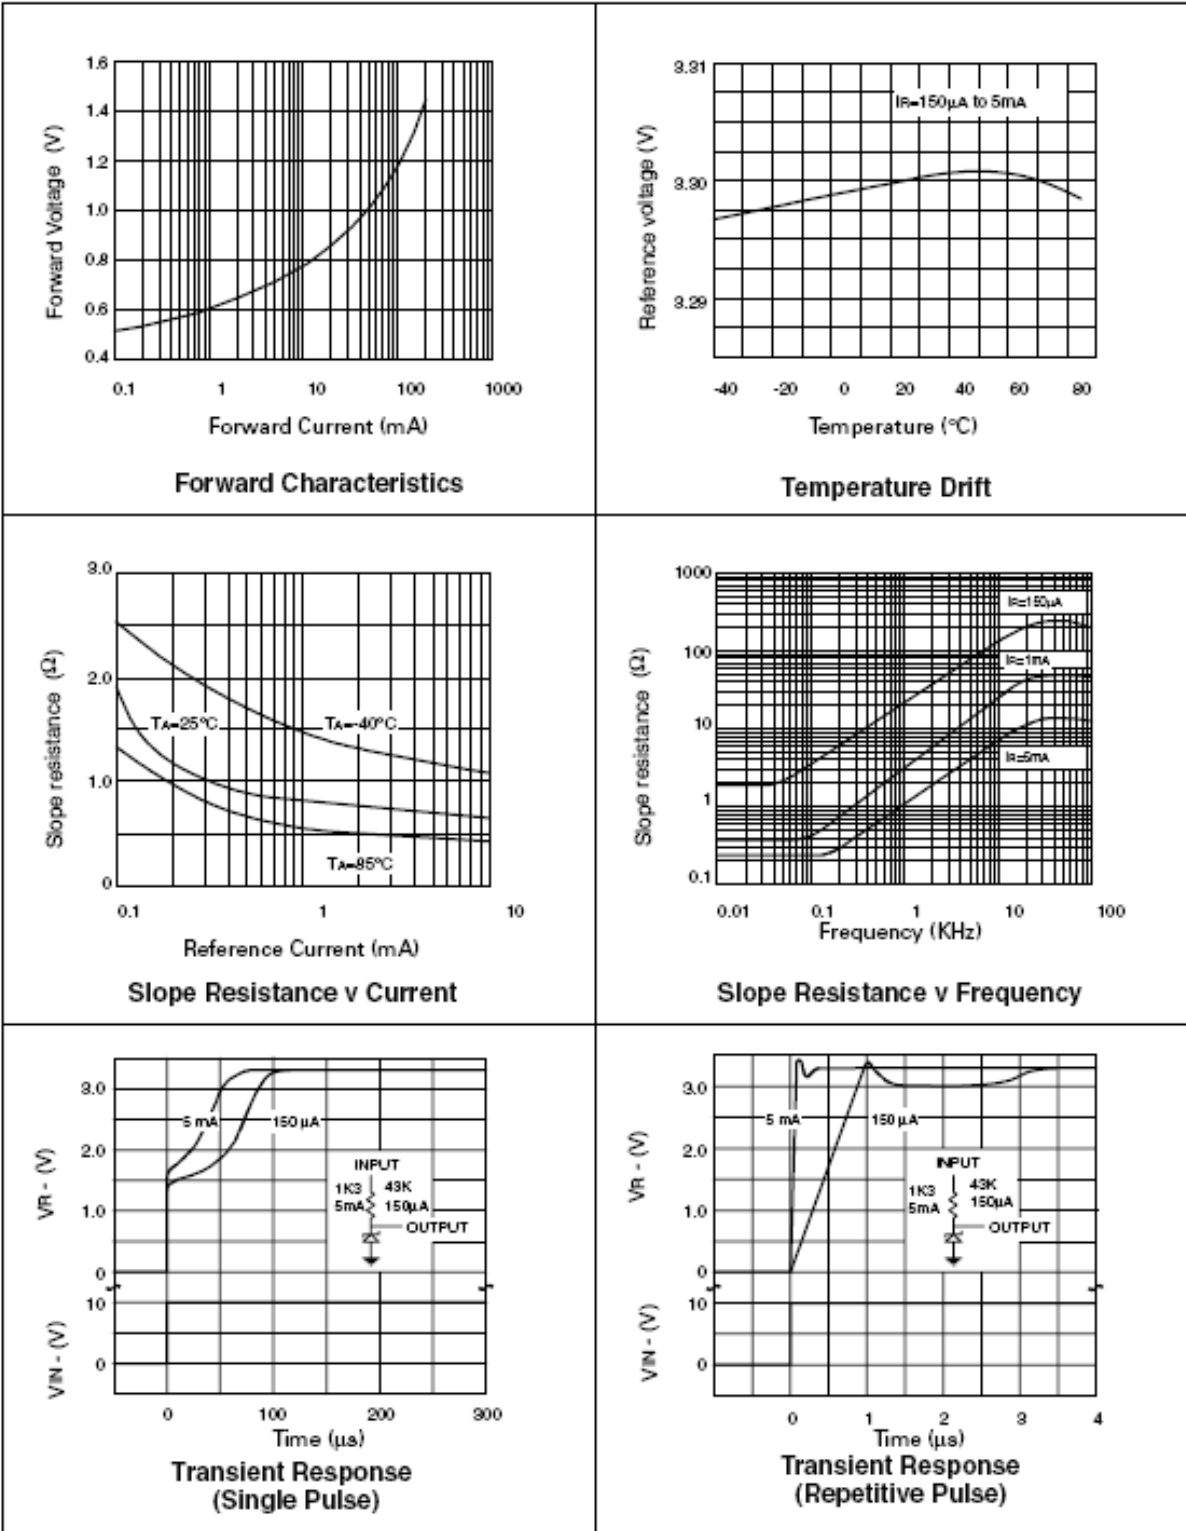 1.6
1.4
1.2
1.0
0.8
0.6
0.4
Forward Voltage (V)
0.1 1 10 100 1000
Forward Current (mA)
Forward Characteristics
3.31
3.30
3.29
Reference voltage (V)
IR=150µA to 5mA
-40 -20 0 20 40 60 80
Temperature (°C)
Temperature Drift
3.0
2.0
1.0
0
Slope resistance (Ω)
TA=25°C
TA=-40°C
TA=85°C
0.1 1 10
Reference Current (mA)
Slope Resistance v Current
1000
100
10
1
0.1
Slope resistance (Ω)
IR=150µA
IR=1mA
IR=5mA
0.01 0.1 1 10 100
Frequency (KHz)
Slope Resistance v Frequency
3.0
2.0
1.0
0
10
0
VR - (V)
VIN - (V)
5 mA
150 µA
INPUT
1K3 43K
5mA 150µA
OUTPUT
0 100 200 300
Time (µs)
Transient Response
(Single Pulse)
3.0
2.0
1.0
0
10
0
VR - (V)
VIN - (V)
5 mA
150 µA
INPUT
1K3 43K
5mA 150µA
OUTPUT
0 1 2 3 4
Time (µs)
Transient Response
(Repetitive Pulse)